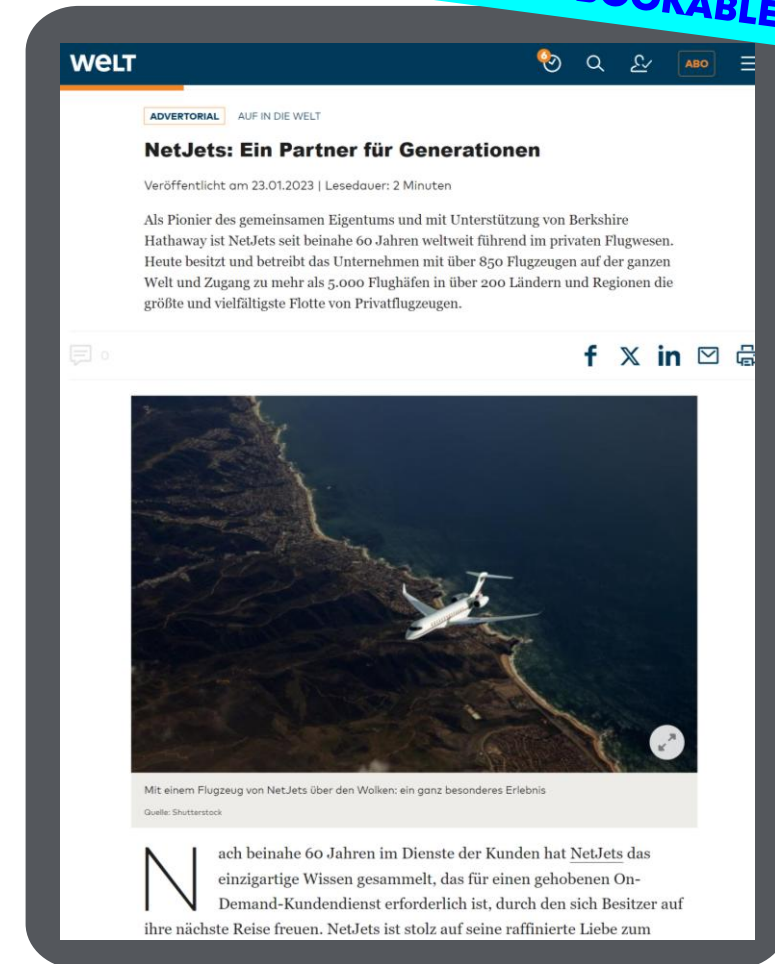 BOOKABLE
WELT
6
ABO
ADVERTORIAL AUF IN DIE WELT
NetJets: Ein Partner für Generationen
Veröffentlicht am 23.01.2023 | Lesedauer: 2 Minuten
Als Pionier des gemeinsamen Eigentums und mit Unterstützung von Berkshire
Hathaway ist NetJets seit beinahe 60 Jahren weltweit führend im privaten Flugwesen.
Heute besitzt und betreibt das Unternehmen mit über 850 Flugzeugen auf der ganzen
Welt und Zugang zu mehr als 5.000 Flughäfen in über 200 Ländern und Regionen die
größte und vielfältigste Flotte von Privatflugzeugen.
0
Mit einem Flugzeug von NetJets über den Wolken: ein ganz besonderes Erlebnis
Quelle: Shutterstock
Nach beinahe 60 Jahren im Dienste der Kunden hat NetJets das
einzigartige Wissen gesammelt, das für einen gehobenen On-
Demand-Kundendienst erforderlich ist, durch den sich Besitzer auf
ihre nächste Reise freuen. NetJets ist stolz auf seine raffinierte Liebe zum